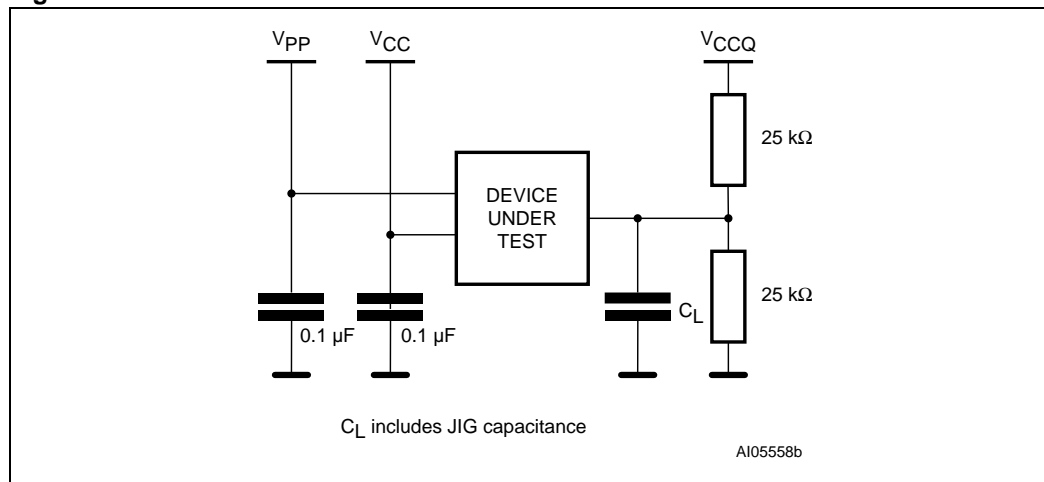 VPP
VCC
VCCQ
25 kΩ
DEVICE
UNDER
TEST
CL
25 kΩ
0.1 µF
0.1 µF
CL includes JIG capacitance
AI05558b